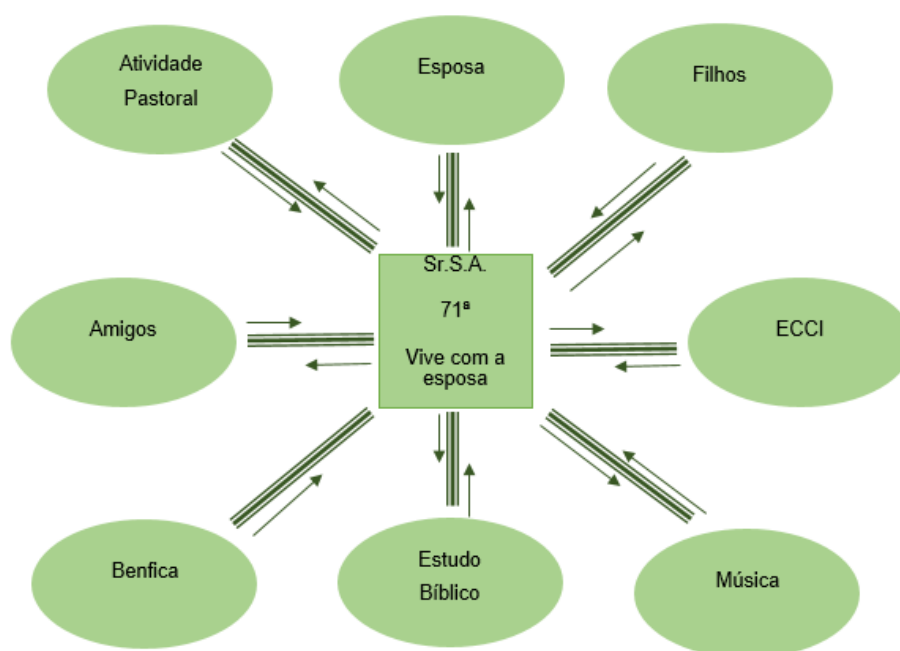 Atividade
Pastoral
Esposa
Filhos
Amigos
Sr.S.A.
71ª
Vive com a
esposa
ECCI
Benfica
Estudo
Bíblico
Música